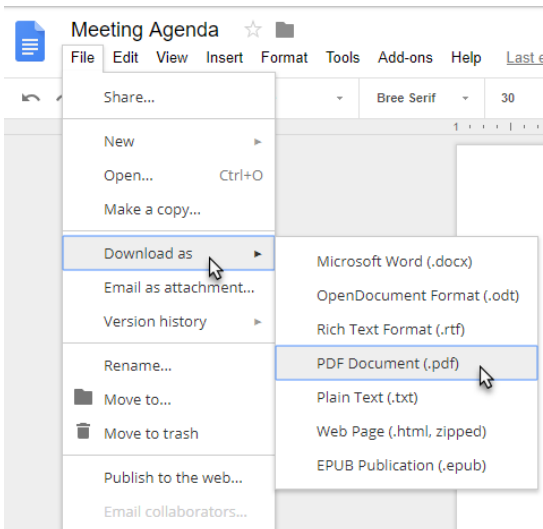 Meeting Agenda
File Edit View Insert Format Tools Add-ons Help Last e
Share... Bree Serif 30
1
New
Open... Ctrl+O
Make a copy...
Download as
Email as attachment...
Version history
Rename...
Move to...
Move to trash
Publish to the web...
Email collaborators...
Microsoft Word (.docx)
OpenDocument Format (.odt)
Rich Text Format (.rtf)
PDF Document (.pdf)
Plain Text (.txt)
Web Page (.html, zipped)
EPUB Publication (.epub)